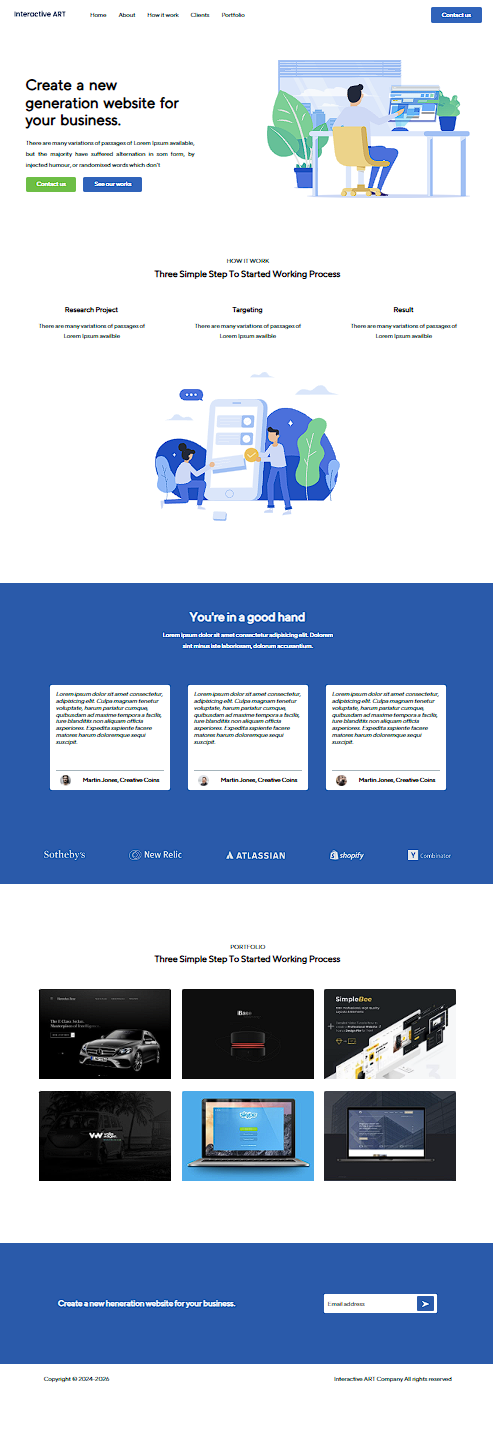 Interactive ART Home About How it work Clients Portfolio Contact us
Create a new
generation website for
your business.
There are many variations of passages of Lorem Ipsum available,
but the majority have suffered alternation in som form, by
injected humour, or randomised words which don't
Contact us See our works
HOW IT WORK
Three Simple Step To Started Working Process
Research Project Targeting Result
There are many variations of passages of
Lorem Ipsum availble
There are many variations of passages of
Lorem Ipsum availble
There are many variations of passages of
Lorem Ipsum availble
You're in a good hand
Lorem ipsum dolor sit amet consectetur adipisicing elit. Dolorem
sint minus iste laboriosam, dolorum accusantium.
Lorem ipsum dolor sit amet consectetur,
adipisicing elit. Culpa magnam tenetur
voluptate, harum pariatur cumque,
quibusdam ad maxime tempora a facilis,
iure blanditiis non aliquam officia
asperiores. Expedita sapiente facere
maiores harum doloremque sequi
suscipit.
Martin Jones, Creative Coins
Lorem ipsum dolor sit amet consectetur,
adipisicing elit. Culpa magnam tenetur
voluptate, harum pariatur cumque,
quibusdam ad maxime tempora a facilis,
iure blanditiis non aliquam officia
asperiores. Expedita sapiente facere
maiores harum doloremque sequi
suscipit.
Martin Jones, Creative Coins
Lorem ipsum dolor sit amet consectetur,
adipisicing elit. Culpa magnam tenetur
voluptate, harum pariatur cumque,
quibusdam ad maxime tempora a facilis,
iure blanditiis non aliquam officia
asperiores. Expedita sapiente facere
maiores harum doloremque sequi
suscipit.
Martin Jones, Creative Coins
Sotheby's New Relic ATLASSIAN shopify Y Combinator
PORTFOLIO
Three Simple Step To Started Working Process
The E-Class Sedan.
SimpleBee
Create a new heneration website for your business.
Email address
Copyright © 2024-2026 Interactive ART Company All rights reserved